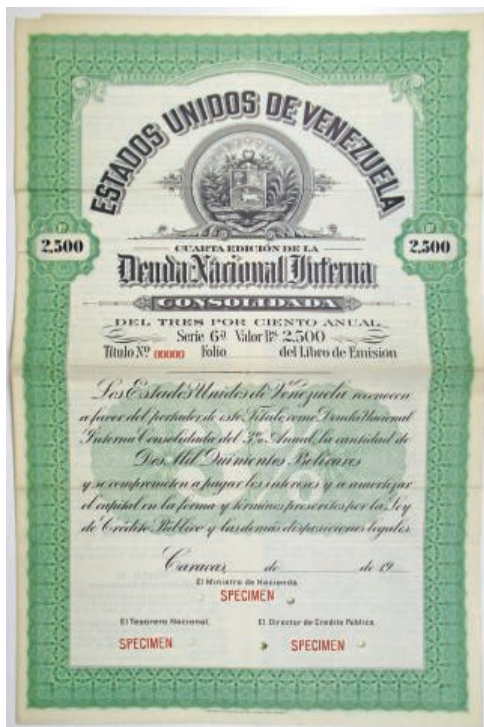 ESTADOS UNIDOS DE VENEZUELA
Bs 2,500
Bs 2,500
CUARTA EDICIÓN DE LA
Deuda Nacional Interna
CONSOLIDADA
DEL TRES POR CIENTO ANUAL
Serie 6ª Valor Bs 2.500
Título Nº 00000 Folio del Libro de Emisión
Los Estados Unidos de Venezuela reconocen
a favor del portador de este Título, como Deuda Nacional
Interna Consolidada del 3% Anual, la cantidad de
Dos Mil Quinientos Bolívares
y se comprometen a pagar los intereses y a amortizar
el capital en la forma y términos prescritos por la Ley
de Crédito Público y las demás disposiciones legales.
Caracas, de de 19
El Ministro de Hacienda
SPECIMEN
El Tesorero Nacional. El Director de Credito Público
SPECIMEN SPECIMEN